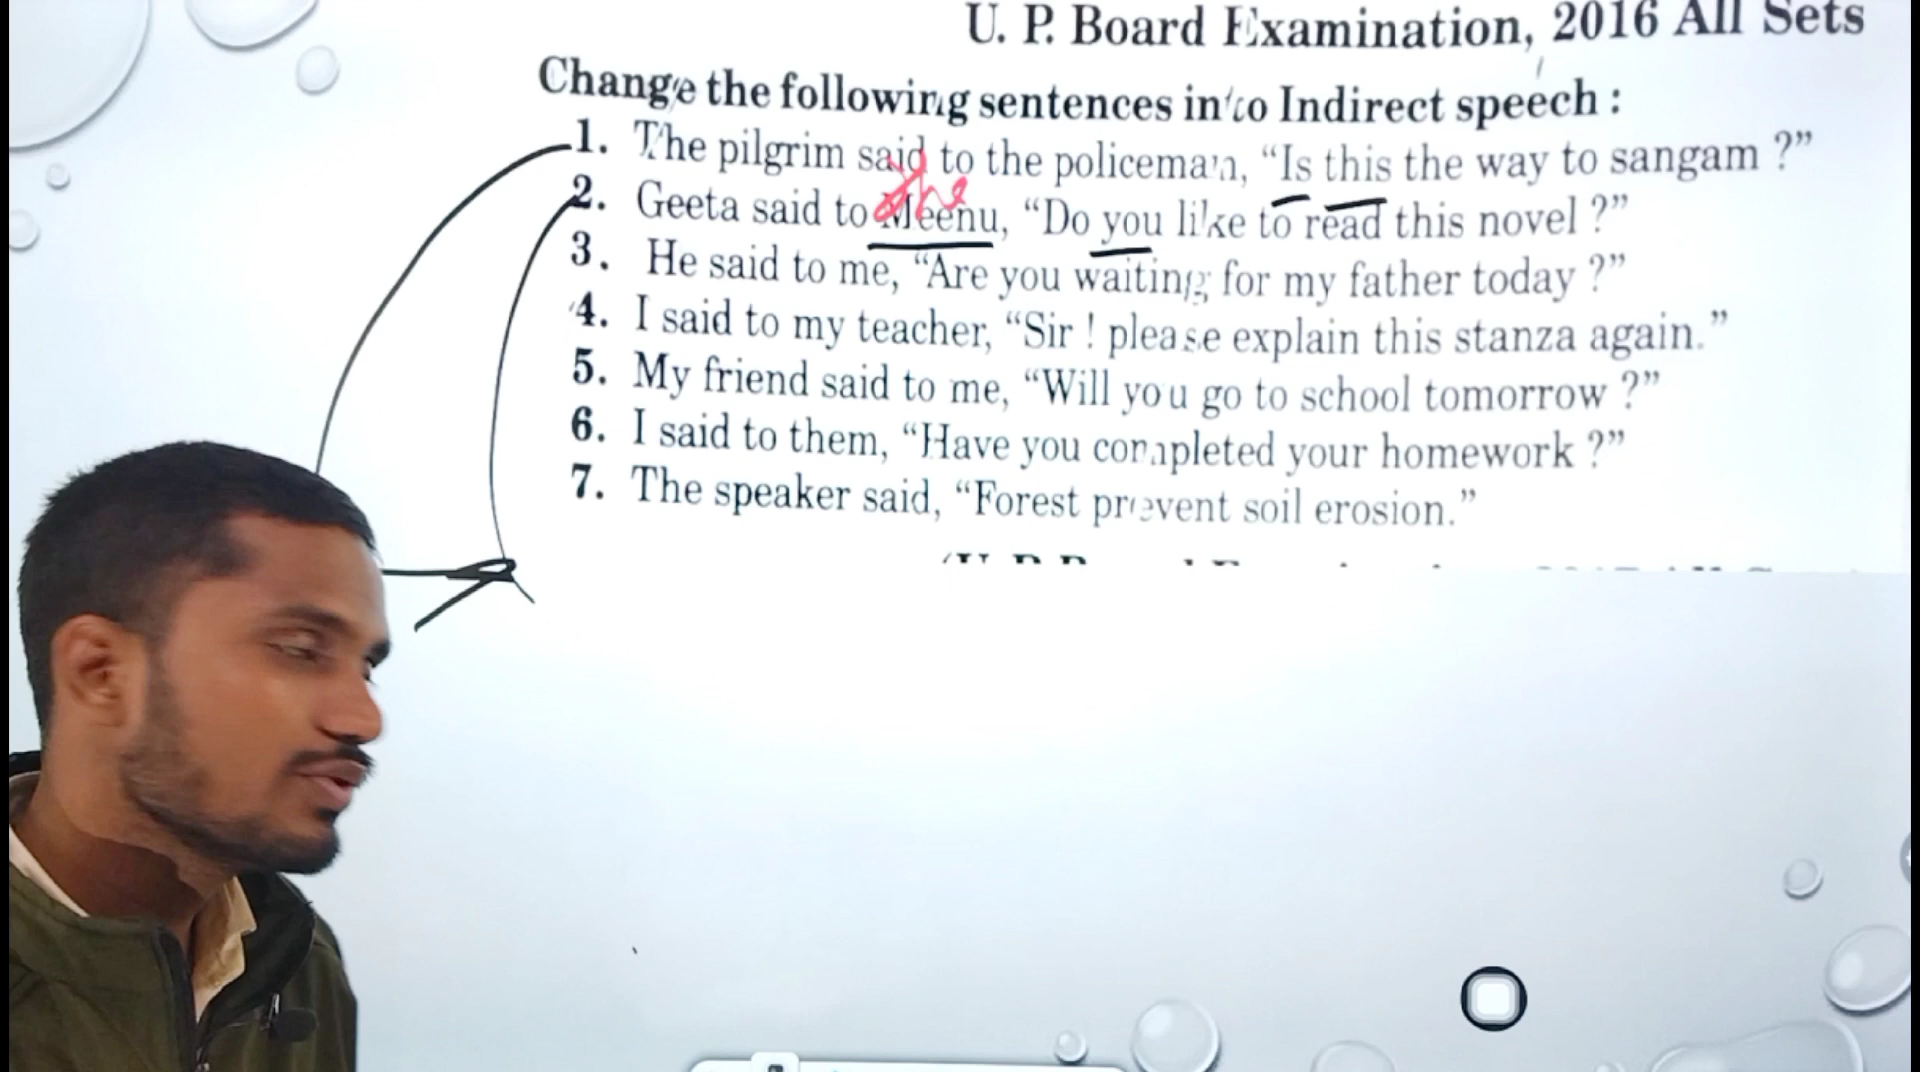 U. P. Board Examination, 2016 All Sets
Change the following sentences into Indirect speech :
1. The pilgrim said to the policeman, “Is this the way to sangam ?”
the
2. Geeta said to Meenu, “Do you like to read this novel ?”
3. He said to me, “Are you waiting for my father today ?”
4. I said to my teacher, “Sir ! please explain this stanza again.”
5. My friend said to me, “Will you go to school tomorrow ?”
6. I said to them, “Have you completed your homework ?”
7. The speaker said, “Forest prevent soil erosion.”